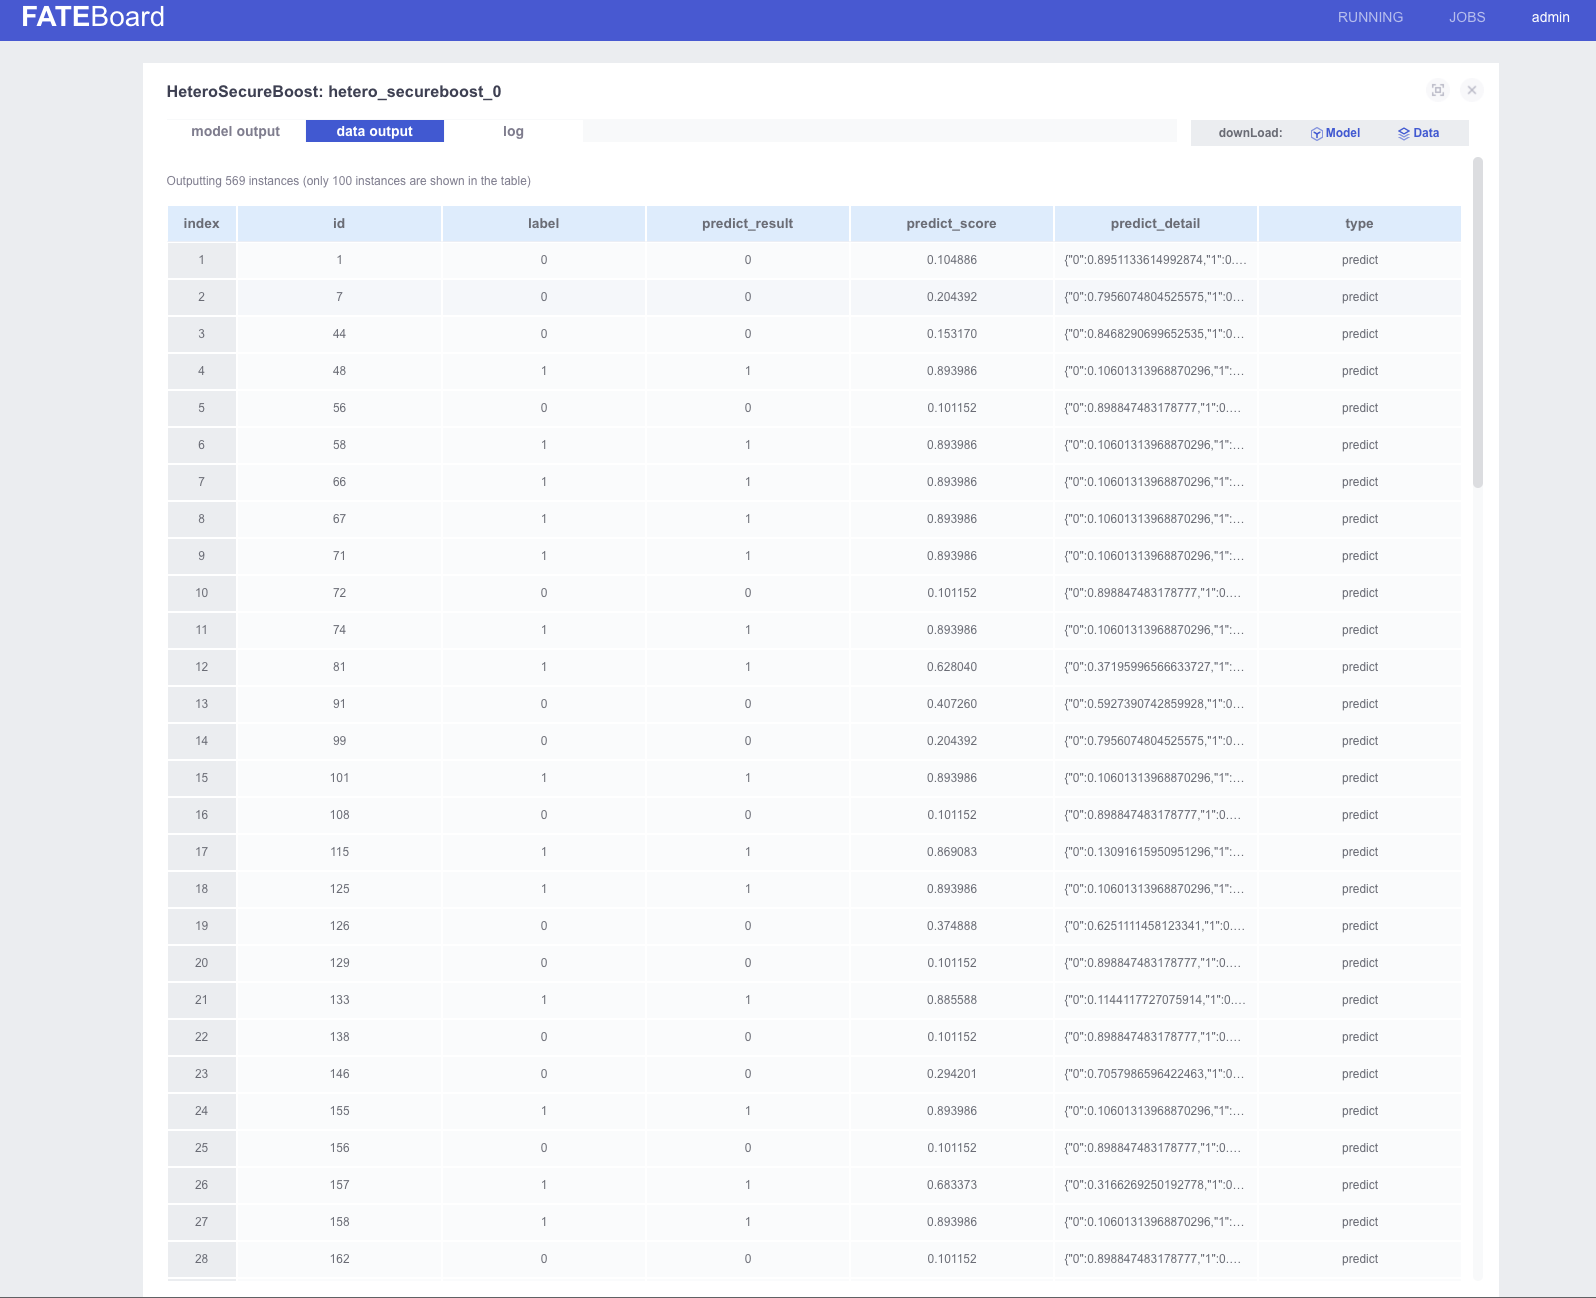 FATEBoard RUNNING JOBS admin
HeteroSecureBoost: hetero_secureboost_0
model output data output log downLoad: Model Data
Outputting 569 instances (only 100 instances are shown in the table)
index id label predict_result predict_score predict_detail type
1 1 0 0 0.104886 {"0":0.8951133614992874,"1":0.... predict
2 7 0 0 0.204392 {"0":0.7956074804525575,"1":0... predict
3 44 0 0 0.153170 {"0":0.8468290699652535,"1":0... predict
4 48 1 1 0.893986 {"0":0.10601313968870296,"1":... predict
5 56 0 0 0.101152 {"0":0.898847483178777,"1":0.... predict
6 58 1 1 0.893986 {"0":0.10601313968870296,"1":... predict
7 66 1 1 0.893986 {"0":0.10601313968870296,"1":... predict
8 67 1 1 0.893986 {"0":0.10601313968870296,"1":... predict
9 71 1 1 0.893986 {"0":0.10601313968870296,"1":... predict
10 72 0 0 0.101152 {"0":0.898847483178777,"1":0.... predict
11 74 1 1 0.893986 {"0":0.10601313968870296,"1":... predict
12 81 1 1 0.628040 {"0":0.37195996566633727,"1":... predict
13 91 0 0 0.407260 {"0":0.5927390742859928,"1":0... predict
14 99 0 0 0.204392 {"0":0.7956074804525575,"1":0... predict
15 101 1 1 0.893986 {"0":0.10601313968870296,"1":... predict
16 108 0 0 0.101152 {"0":0.898847483178777,"1":0.... predict
17 115 1 1 0.869083 {"0":0.13091615950951296,"1":... predict
18 125 1 1 0.893986 {"0":0.10601313968870296,"1":... predict
19 126 0 0 0.374888 {"0":0.6251111458123341,"1":0.... predict
20 129 0 0 0.101152 {"0":0.898847483178777,"1":0.... predict
21 133 1 1 0.885588 {"0":0.1144117727075914,"1":0.... predict
22 138 0 0 0.101152 {"0":0.898847483178777,"1":0.... predict
23 146 0 0 0.294201 {"0":0.7057986596422463,"1":0... predict
24 155 1 1 0.893986 {"0":0.10601313968870296,"1":... predict
25 156 0 0 0.101152 {"0":0.898847483178777,"1":0.... predict
26 157 1 1 0.683373 {"0":0.3166269250192778,"1":0... predict
27 158 1 1 0.893986 {"0":0.10601313968870296,"1":... predict
28 162 0 0 0.101152 {"0":0.898847483178777,"1":0.... predict